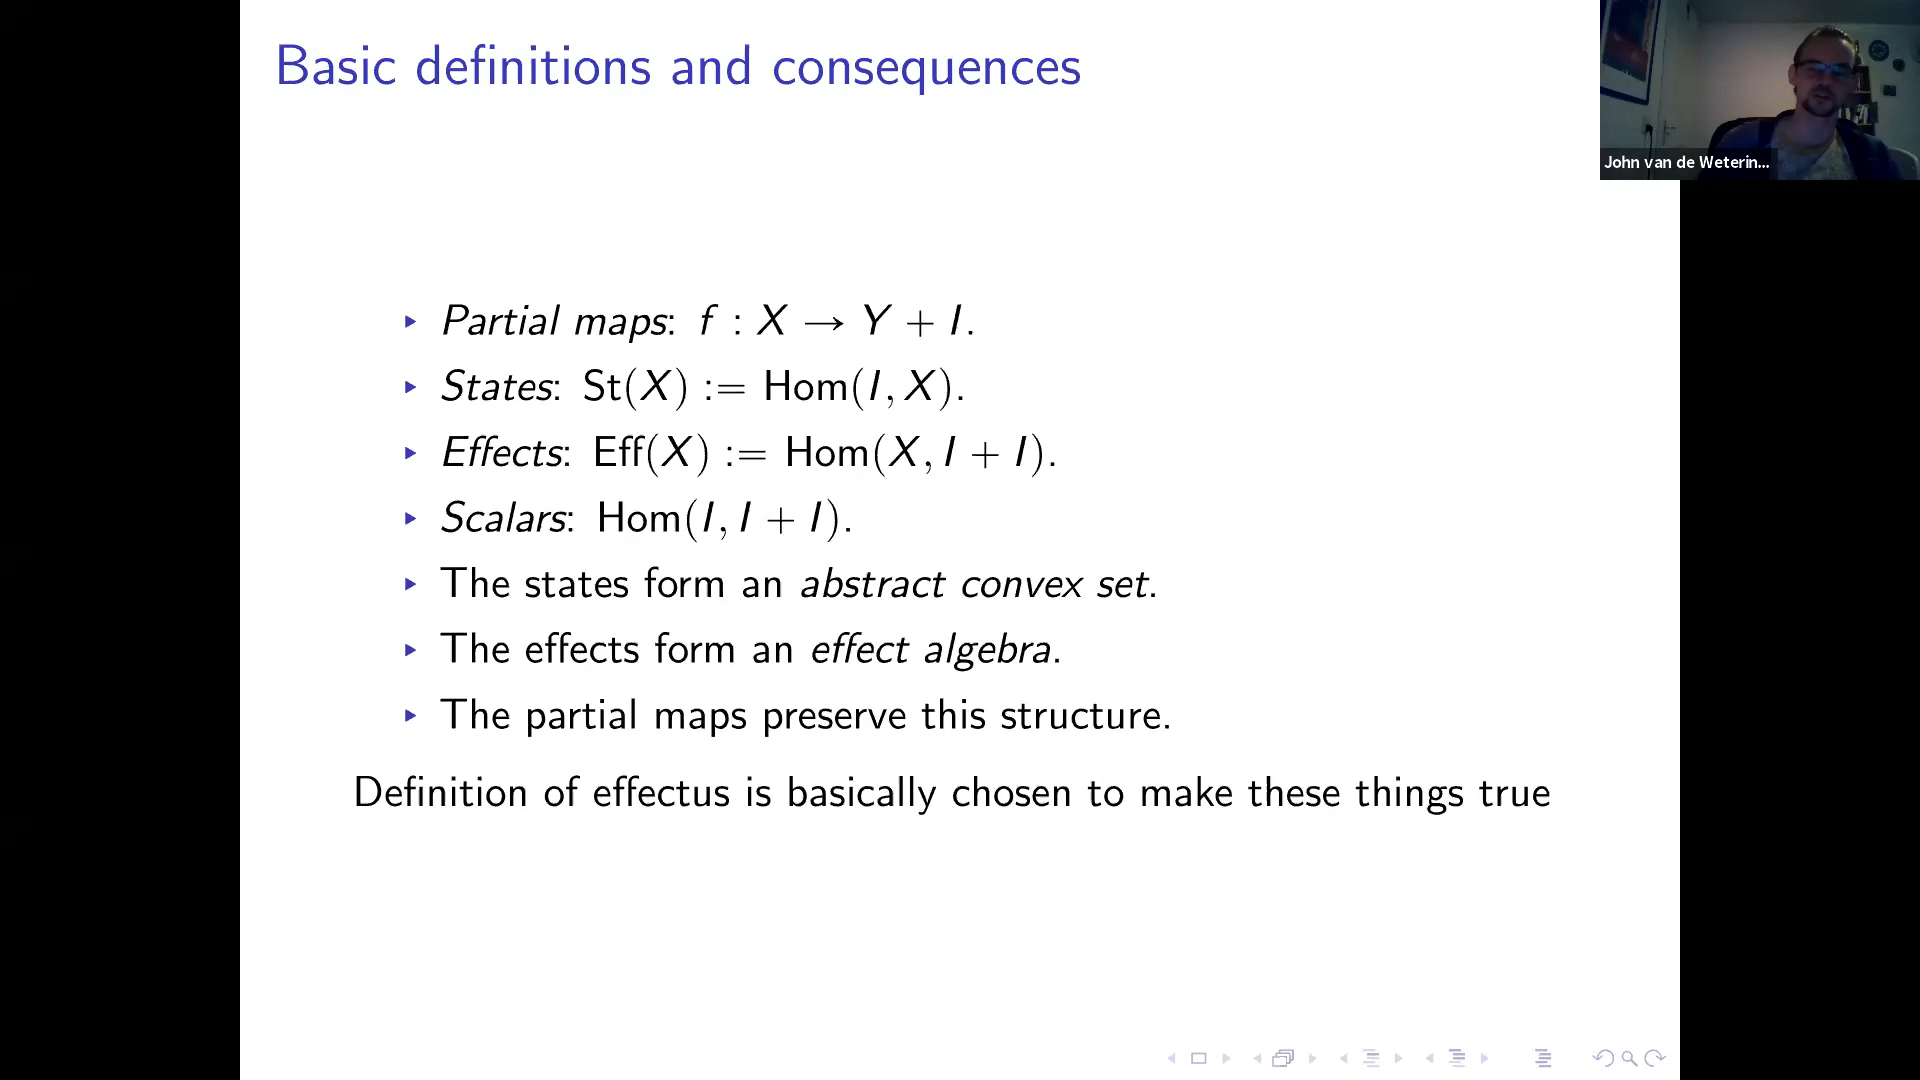 Basic definitions and consequences
John van de Weterin...
▸ Partial maps: f : X → Y + I.
▸ States: St(X) := Hom(I, X).
▸ Effects: Eff(X) := Hom(X, I + I).
▸ Scalars: Hom(I, I + I).
▸ The states form an abstract convex set.
▸ The effects form an effect algebra.
▸ The partial maps preserve this structure.
Definition of effectus is basically chosen to make these things true